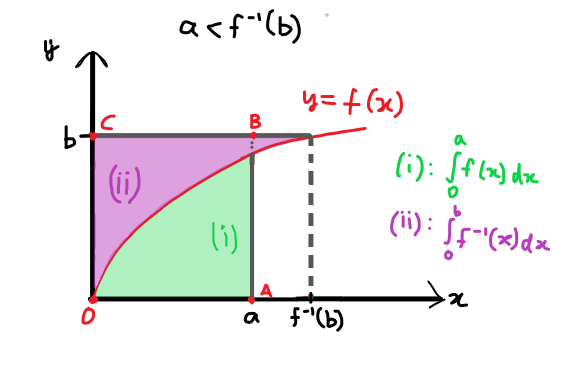 a < f⁻¹(b)
y
y = f(x)
C
B
b
(i): ∫₀ᵃ f(x) dx
(ii)
(ii): ∫₀ᵇ f⁻¹(x) dx
(i)
A
x
O
a
f⁻¹(b)